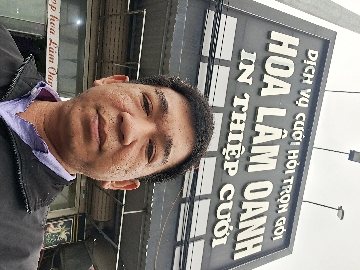 DỊCH VỤ CƯỚI HỎI TRỌN GÓI
HOA LÂM OANH
IN THIỆP CƯỚI